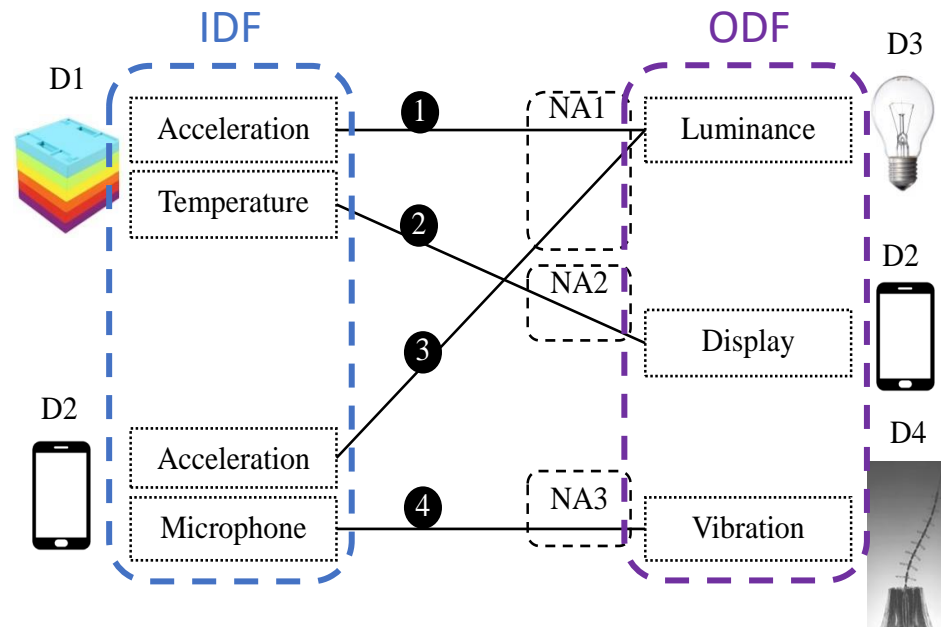 IDF
ODF
D1
D3
Acceleration
1
NA1
Luminance
Temperature
2
NA2
D2
Display
3
D2
Acceleration
D4
Microphone
4
NA3
Vibration